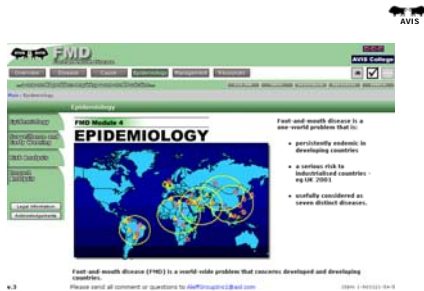 AVIS
FMD
AVIS College
Overview Disease Cause Epidemiology Management Resources
Main / Epidemiology
Epidemiology
Epidemiology
Surveillance and
Early Warning
Risk Analysis
Impact
Analysis
Legal Information
Acknowledgements
FMD Module 4
EPIDEMIOLOGY
Foot-and-mouth disease is a
one-world problem that is:
• persistently endemic in
developing countries
• a serious risk to
industrialised countries -
eg UK 2001
• usefully considered as
seven distinct diseases.
Foot-and-mouth disease (FMD) is a world-wide problem that concerns developed and developing
countries.
v.3
Please send all comment or questions to